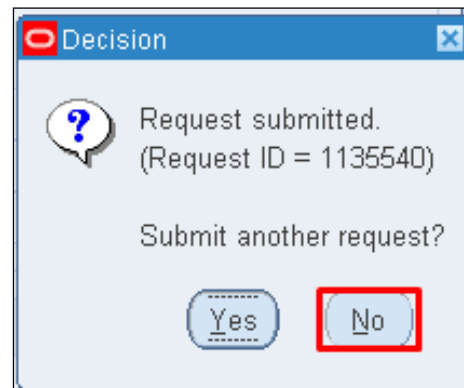 Decision
Request submitted.
(Request ID = 1135540)
Submit another request?
Yes No